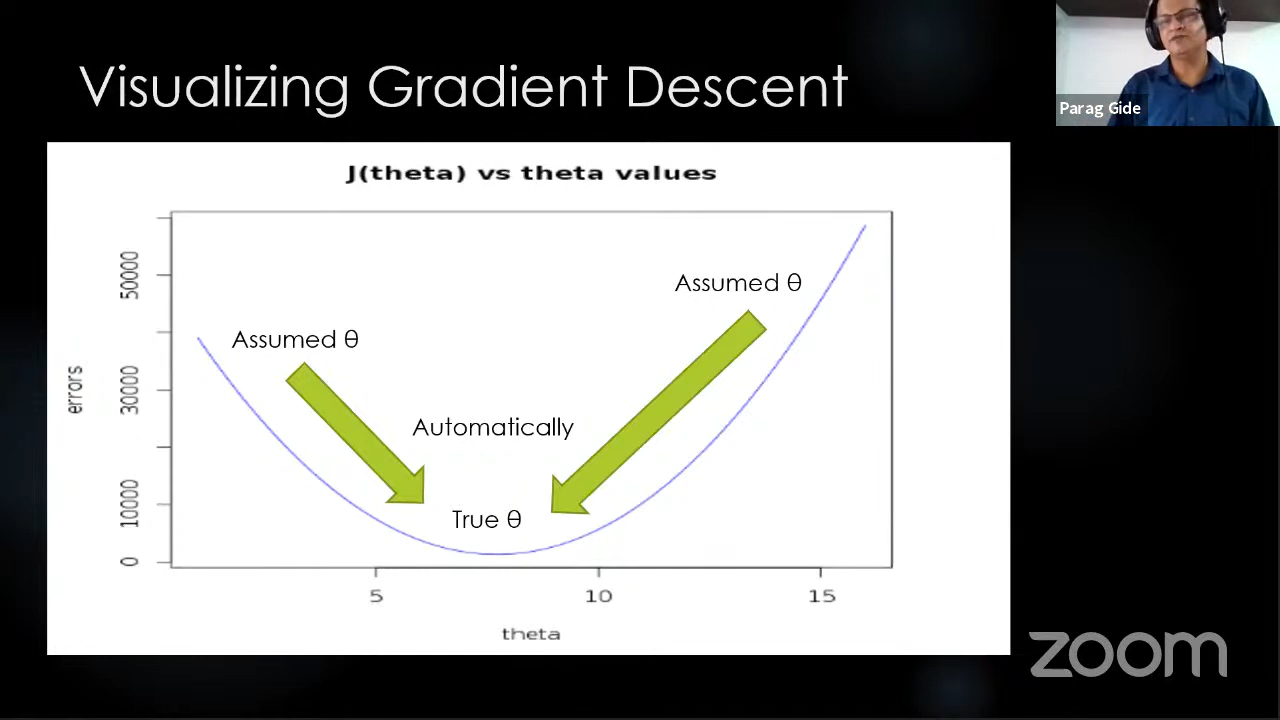 Visualizing Gradient Descent
Parag Gide
J(theta) vs theta values
50000
30000
10000
0
errors
Assumed θ
Assumed θ
Automatically
True θ
5 10 15
theta
zoom